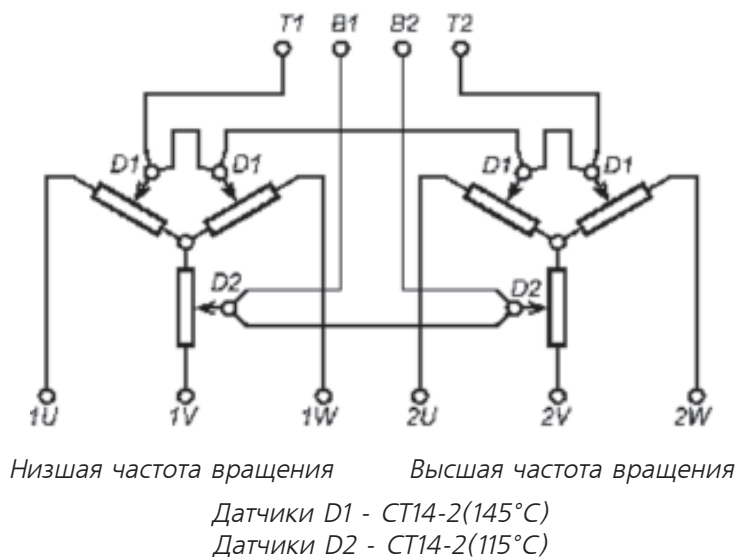 T1 B1 B2 T2
D1 D1 D1 D1
D2 D2
1U 1V 1W 2U 2V 2W
Низшая частота вращения Высшая частота вращения
Датчики D1 - СТ14-2(145°С)
Датчики D2 - СТ14-2(115°С)